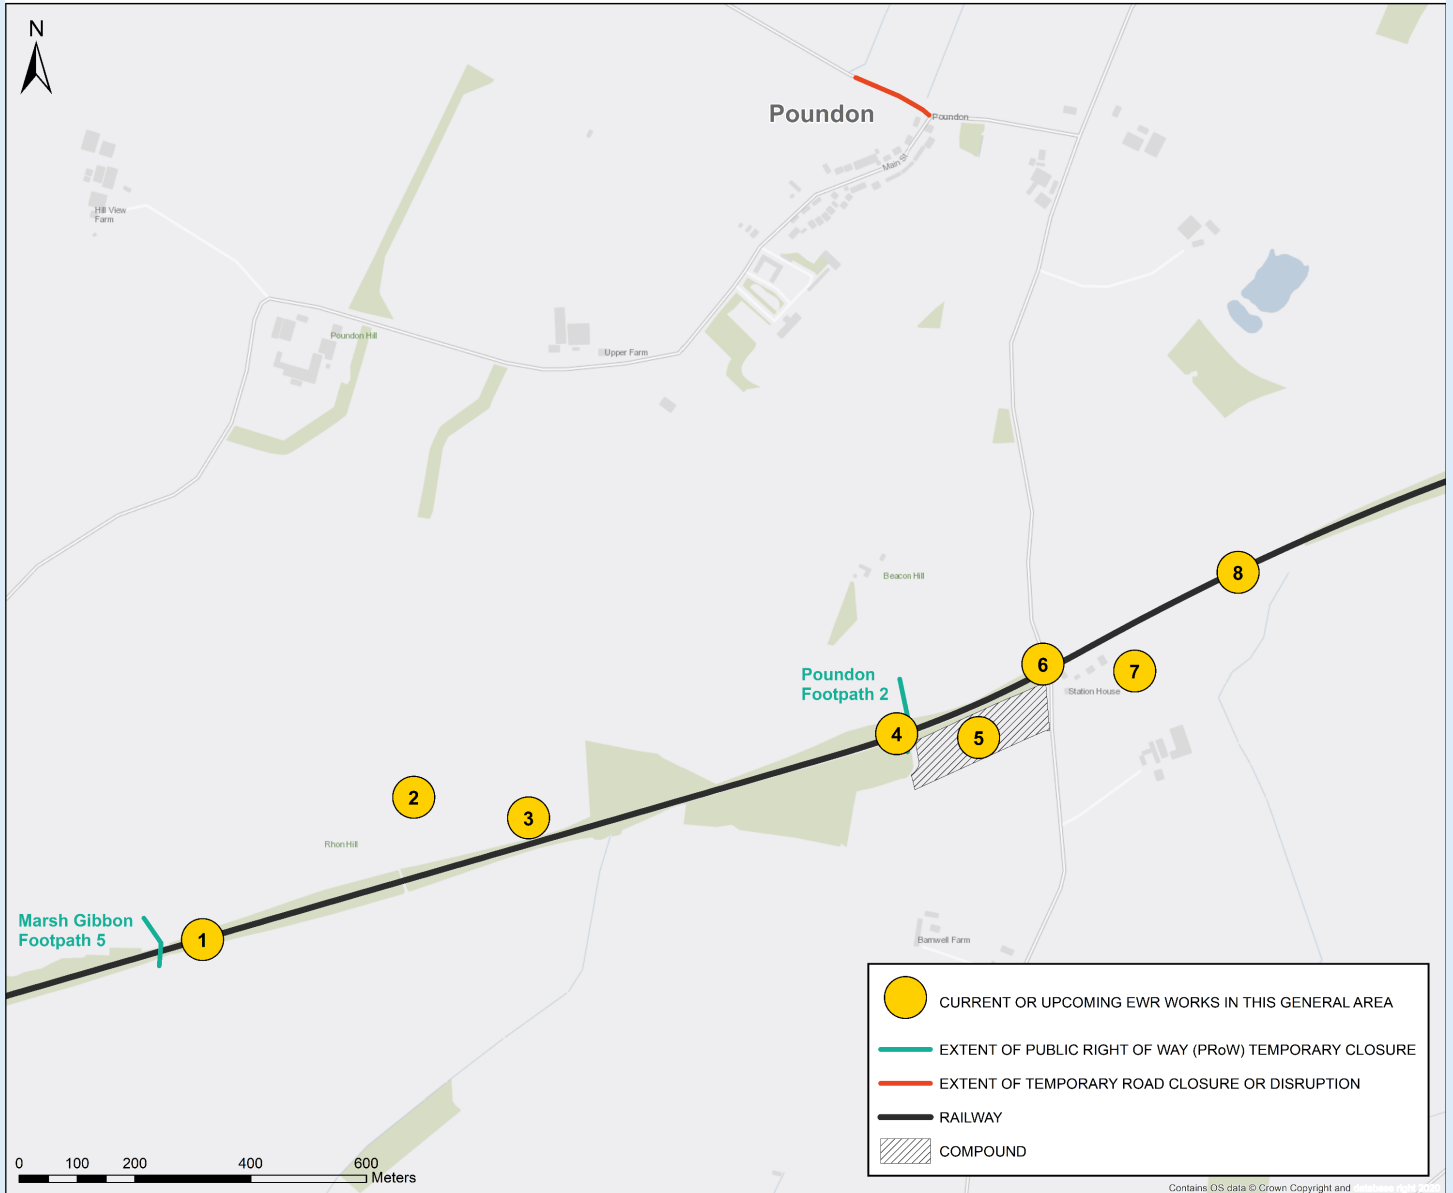 N
Poundon
Poundon
Main St
Hill View
Farm
Poundon Hill
Upper Farm
Beacon Hill
8
Poundon
Footpath 2
6
7
Station House
4
5
2
3
Rhon Hill
Marsh Gibbon
Footpath 5
1
Barnwell Farm
CURRENT OR UPCOMING EWR WORKS IN THIS GENERAL AREA
EXTENT OF PUBLIC RIGHT OF WAY (PRoW) TEMPORARY CLOSURE
EXTENT OF TEMPORARY ROAD CLOSURE OR DISRUPTION
RAILWAY
COMPOUND
0 100 200 400 600
Meters
Contains OS data © Crown Copyright and database right 2020